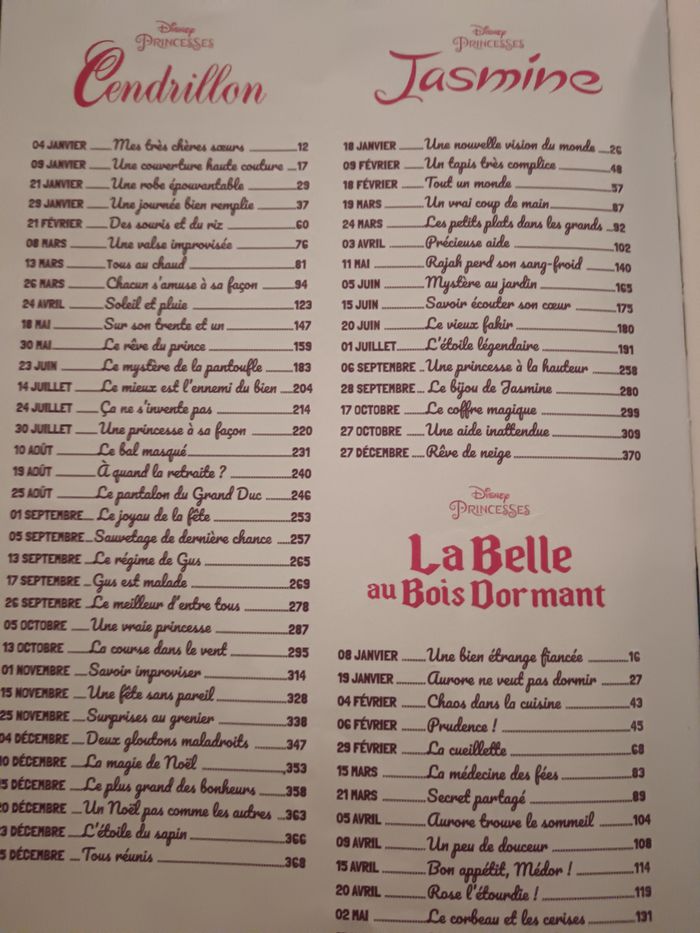 Disney
PRINCESSES
Cendrillon
04 JANVIER Mes très chères sœurs 12
09 JANVIER Une couverture haute couture 17
21 JANVIER Une robe épouvantable 29
29 JANVIER Une journée bien remplie 37
21 FÉVRIER Des souris et du riz 60
08 MARS Une valse improvisée 76
13 MARS Tous au chaud 81
26 MARS Chacun s'amuse à sa façon 94
24 AVRIL Soleil et pluie 123
18 MAI Sur son trente et un 147
30 MAI Le rêve du prince 159
23 JUIN Le mystère de la pantoufle 183
14 JUILLET Le mieux est l'ennemi du bien 204
24 JUILLET Ça ne s'invente pas 214
30 JUILLET Une princesse à sa façon 220
10 AOÛT Le bal masqué 231
19 AOÛT À quand la retraite ? 240
25 AOÛT Le pantalon du Grand Duc 246
01 SEPTEMBRE Le joyau de la fête 253
05 SEPTEMBRE Sauvetage de dernière chance 257
13 SEPTEMBRE Le régime de Gus 265
17 SEPTEMBRE Gus est malade 269
26 SEPTEMBRE Le meilleur d'entre tous 278
05 OCTOBRE Une vraie princesse 287
13 OCTOBRE La course dans le vent 295
01 NOVEMBRE Savoir improviser 314
15 NOVEMBRE Une fête sans pareil 328
25 NOVEMBRE Surprises au grenier 338
04 DÉCEMBRE Deux gloutons maladroits 347
10 DÉCEMBRE La magie de Noël 353
5 DÉCEMBRE Le plus grand des bonheurs 358
20 DÉCEMBRE Un Noël pas comme les autres 363
3 DÉCEMBRE L'étoile du sapin 366
5 DÉCEMBRE Tous réunis 368
Disney
PRINCESSES
Jasmine
18 JANVIER Une nouvelle vision du monde 26
09 FÉVRIER Un tapis très complice 48
18 FÉVRIER Tout un monde 57
19 MARS Un vrai coup de main 87
24 MARS Les petits plats dans les grands 92
03 AVRIL Précieuse aide 102
11 MAI Rajah perd son sang-froid 140
05 JUIN Mystère au jardin 165
15 JUIN Savoir écouter son cœur 175
20 JUIN Le vieux fakir 180
01 JUILLET L'étoile légendaire 191
06 SEPTEMBRE Une princesse à la hauteur 258
28 SEPTEMBRE Le bijou de Jasmine 280
17 OCTOBRE Le coffre magique 299
27 OCTOBRE Une aide inattendue 309
27 DÉCEMBRE Rêve de neige 370
Disney
PRINCESSES
La Belle
au Bois Dormant
08 JANVIER Une bien étrange fiancée 16
19 JANVIER Aurore ne veut pas dormir 27
04 FÉVRIER Chaos dans la cuisine 43
06 FÉVRIER Prudence ! 45
29 FÉVRIER La cueillette 68
15 MARS La médecine des fées 83
21 MARS Secret partagé 89
05 AVRIL Aurore trouve le sommeil 104
09 AVRIL Un peu de douceur 108
15 AVRIL Bon appétit, Médor ! 114
20 AVRIL Rose l'étourdie ! 119
02 MAI Le corbeau et les cerises 131